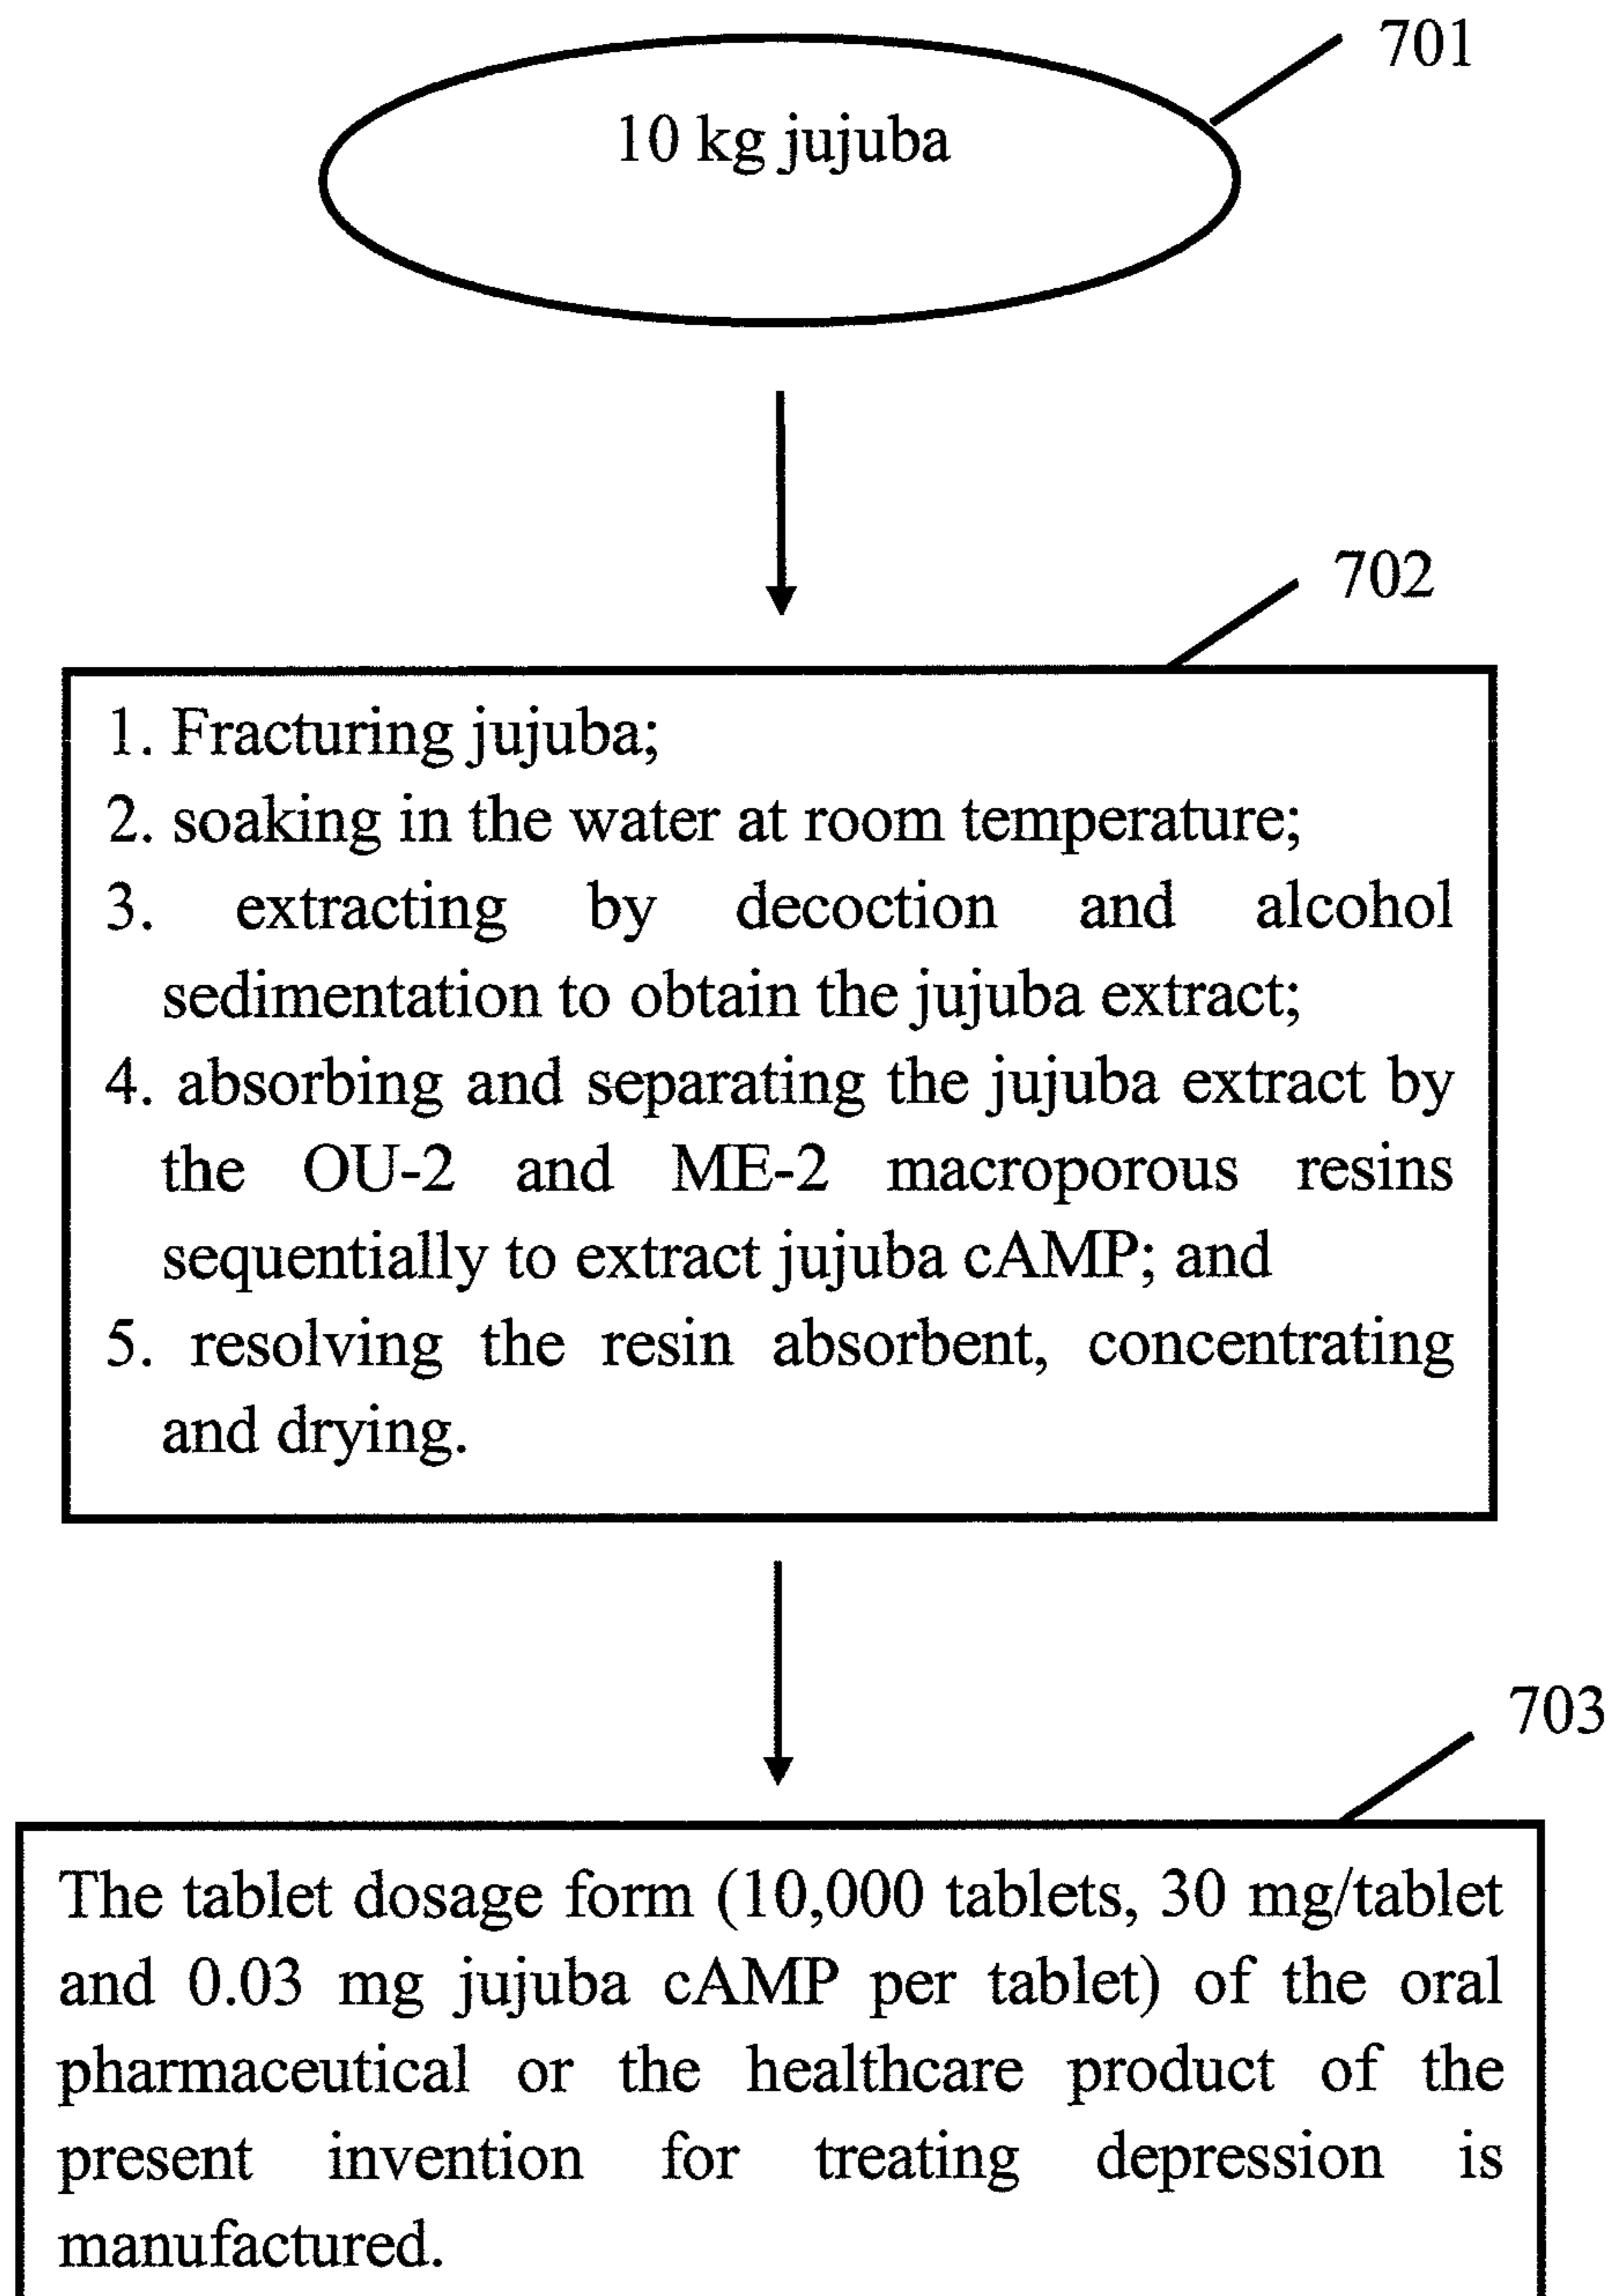 701
10 kg jujuba
702
1. Fracturing jujuba;
2. soaking in the water at room temperature;
3. extracting by decoction and alcohol
sedimentation to obtain the jujuba extract;
4. absorbing and separating the jujuba extract by
the OU-2 and ME-2 macroporous resins
sequentially to extract jujuba cAMP; and
5. resolving the resin absorbent, concentrating
and drying.
703
The tablet dosage form (10,000 tablets, 30 mg/tablet
and 0.03 mg jujuba cAMP per tablet) of the oral
pharmaceutical or the healthcare product of the
present invention for treating depression is
manufactured.